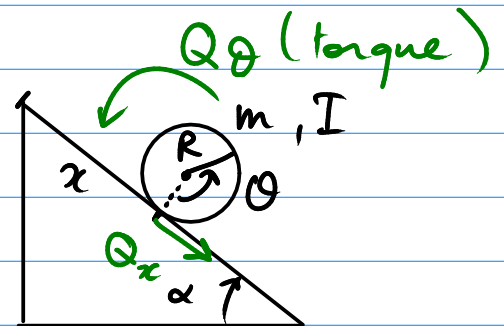 Qθ (torque)
m, I
R
x
θ
Qx
α